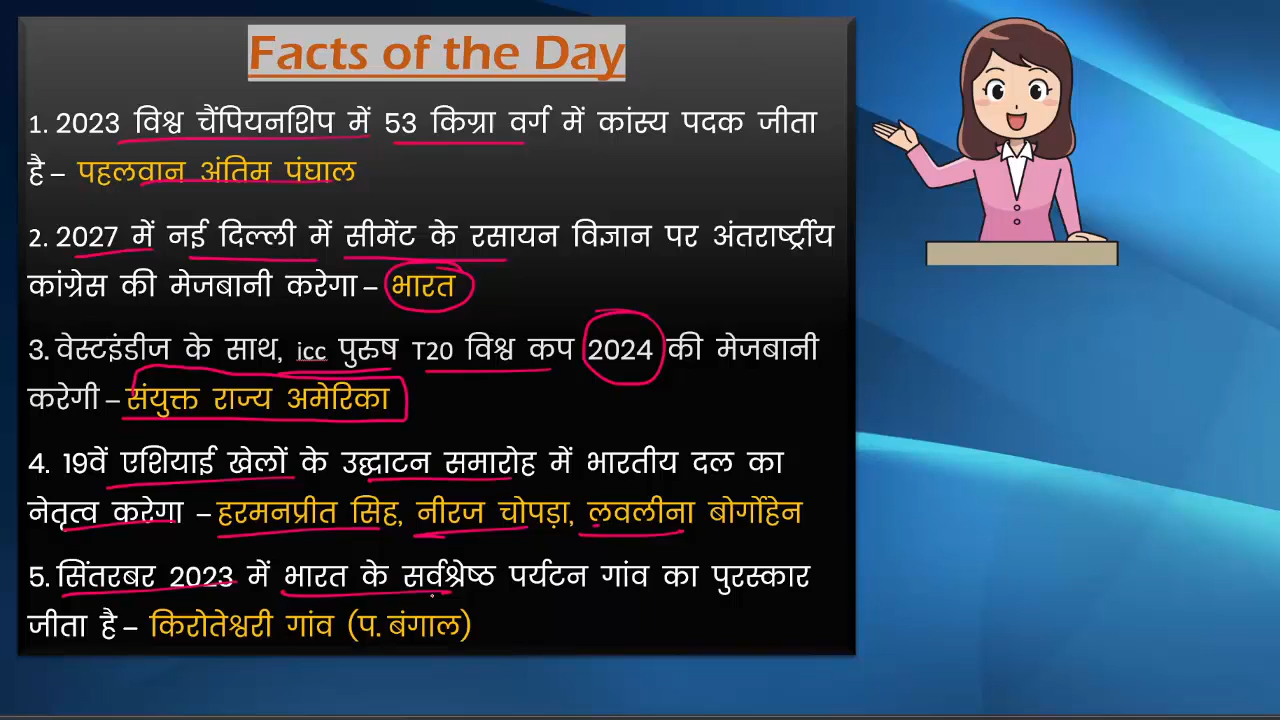 Facts of the Day
1. 2023 विश्व चैंपियनशिप में 53 किग्रा वर्ग में कांस्य पदक जीता
है – पहलवान अंतिम पंघाल
2. 2027 में नई दिल्ली में सीमेंट के रसायन विज्ञान पर अंतरार्ष्ट्रीय
कांग्रेस की मेजबानी करेगा – भारत
3. वेस्टइंडीज के साथ, icc पुरुष T20 विश्व कप 2024 की मेजबानी
करेगी – संयुक्त राज्य अमेरिका
4. 19वें एशियाई खेलों के उद्घाटन समारोह में भारतीय दल का
नेतृत्व करेगा – हरमनप्रीत सिंह, नीरज चोपड़ा, लवलीना बोर्गोहेन
5. सिंतरबर 2023 में भारत के सर्वश्रेष्ठ पर्यटन गांव का पुरस्कार
जीता है – किरोतेश्वरी गांव (प. बंगाल)